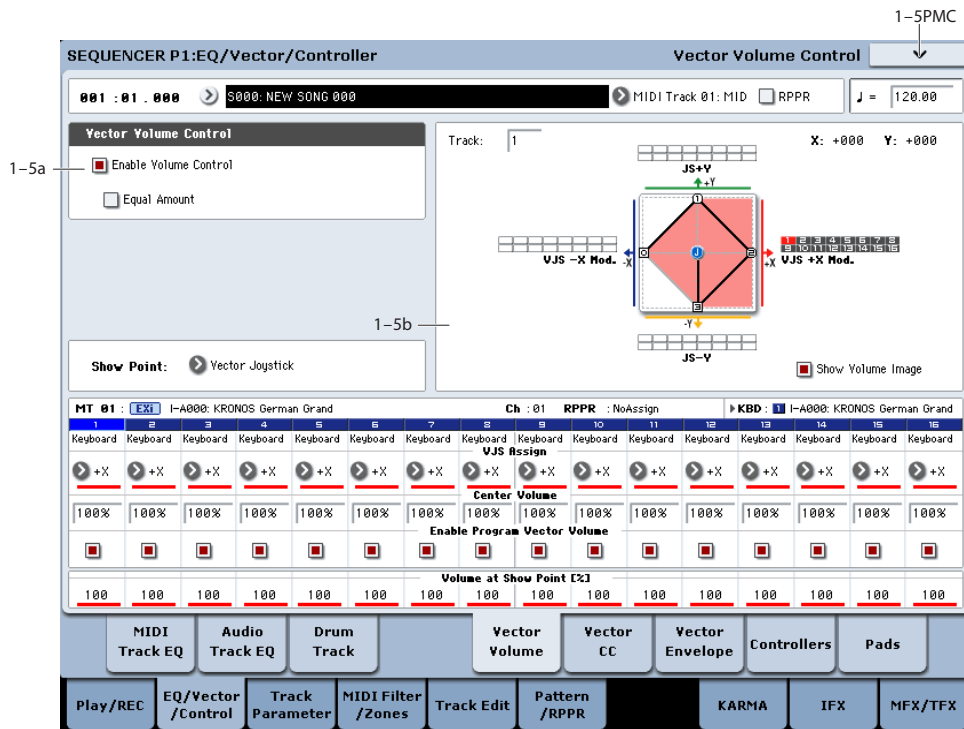 1–5PMC
SEQUENCER P1:EQ/Vector/Controller
Vector Volume Control
001 :01 . 000
S000: NEW SONG 000
MIDI Track 01: MID
RPPR
♩ = 120.00
Vector Volume Control
1–5a
Enable Volume Control
Equal Amount
Track: 1
X: +000 Y: +000
JS+Y
+Y
1
0
J
2
3
-X
+X
VJS -X Mod.
1 2 3 4 5 6 7 8
9 10 11 12 13 14 15 16
VJS +X Mod.
1–5b
-Y
JS-Y
Show Point: Vector Joystick
Show Volume Image
MT 01 : EXi I-A000: KRONOS German Grand Ch : 01 RPPR : NoAssign KBD : 1 I-A000: KRONOS German Grand
1 2 3 4 5 6 7 8 9 10 11 12 13 14 15 16
Keyboard Keyboard Keyboard Keyboard Keyboard Keyboard Keyboard Keyboard Keyboard Keyboard Keyboard Keyboard Keyboard Keyboard Keyboard Keyboard
VJS Assign
+X +X +X +X +X +X +X +X +X +X +X +X +X +X +X +X
Center Volume
100% 100% 100% 100% 100% 100% 100% 100% 100% 100% 100% 100% 100% 100% 100% 100%
Enable Program Vector Volume
Volume at Show Point [%]
100 100 100 100 100 100 100 100 100 100 100 100 100 100 100 100
MIDI Track EQ
Audio Track EQ
Drum Track
Vector Volume
Vector CC
Vector Envelope
Controllers
Pads
Play/REC
EQ/Vector /Control
Track Parameter
MIDI Filter /Zones
Track Edit
Pattern /RPPR
KARMA
IFX
MFX/TFX